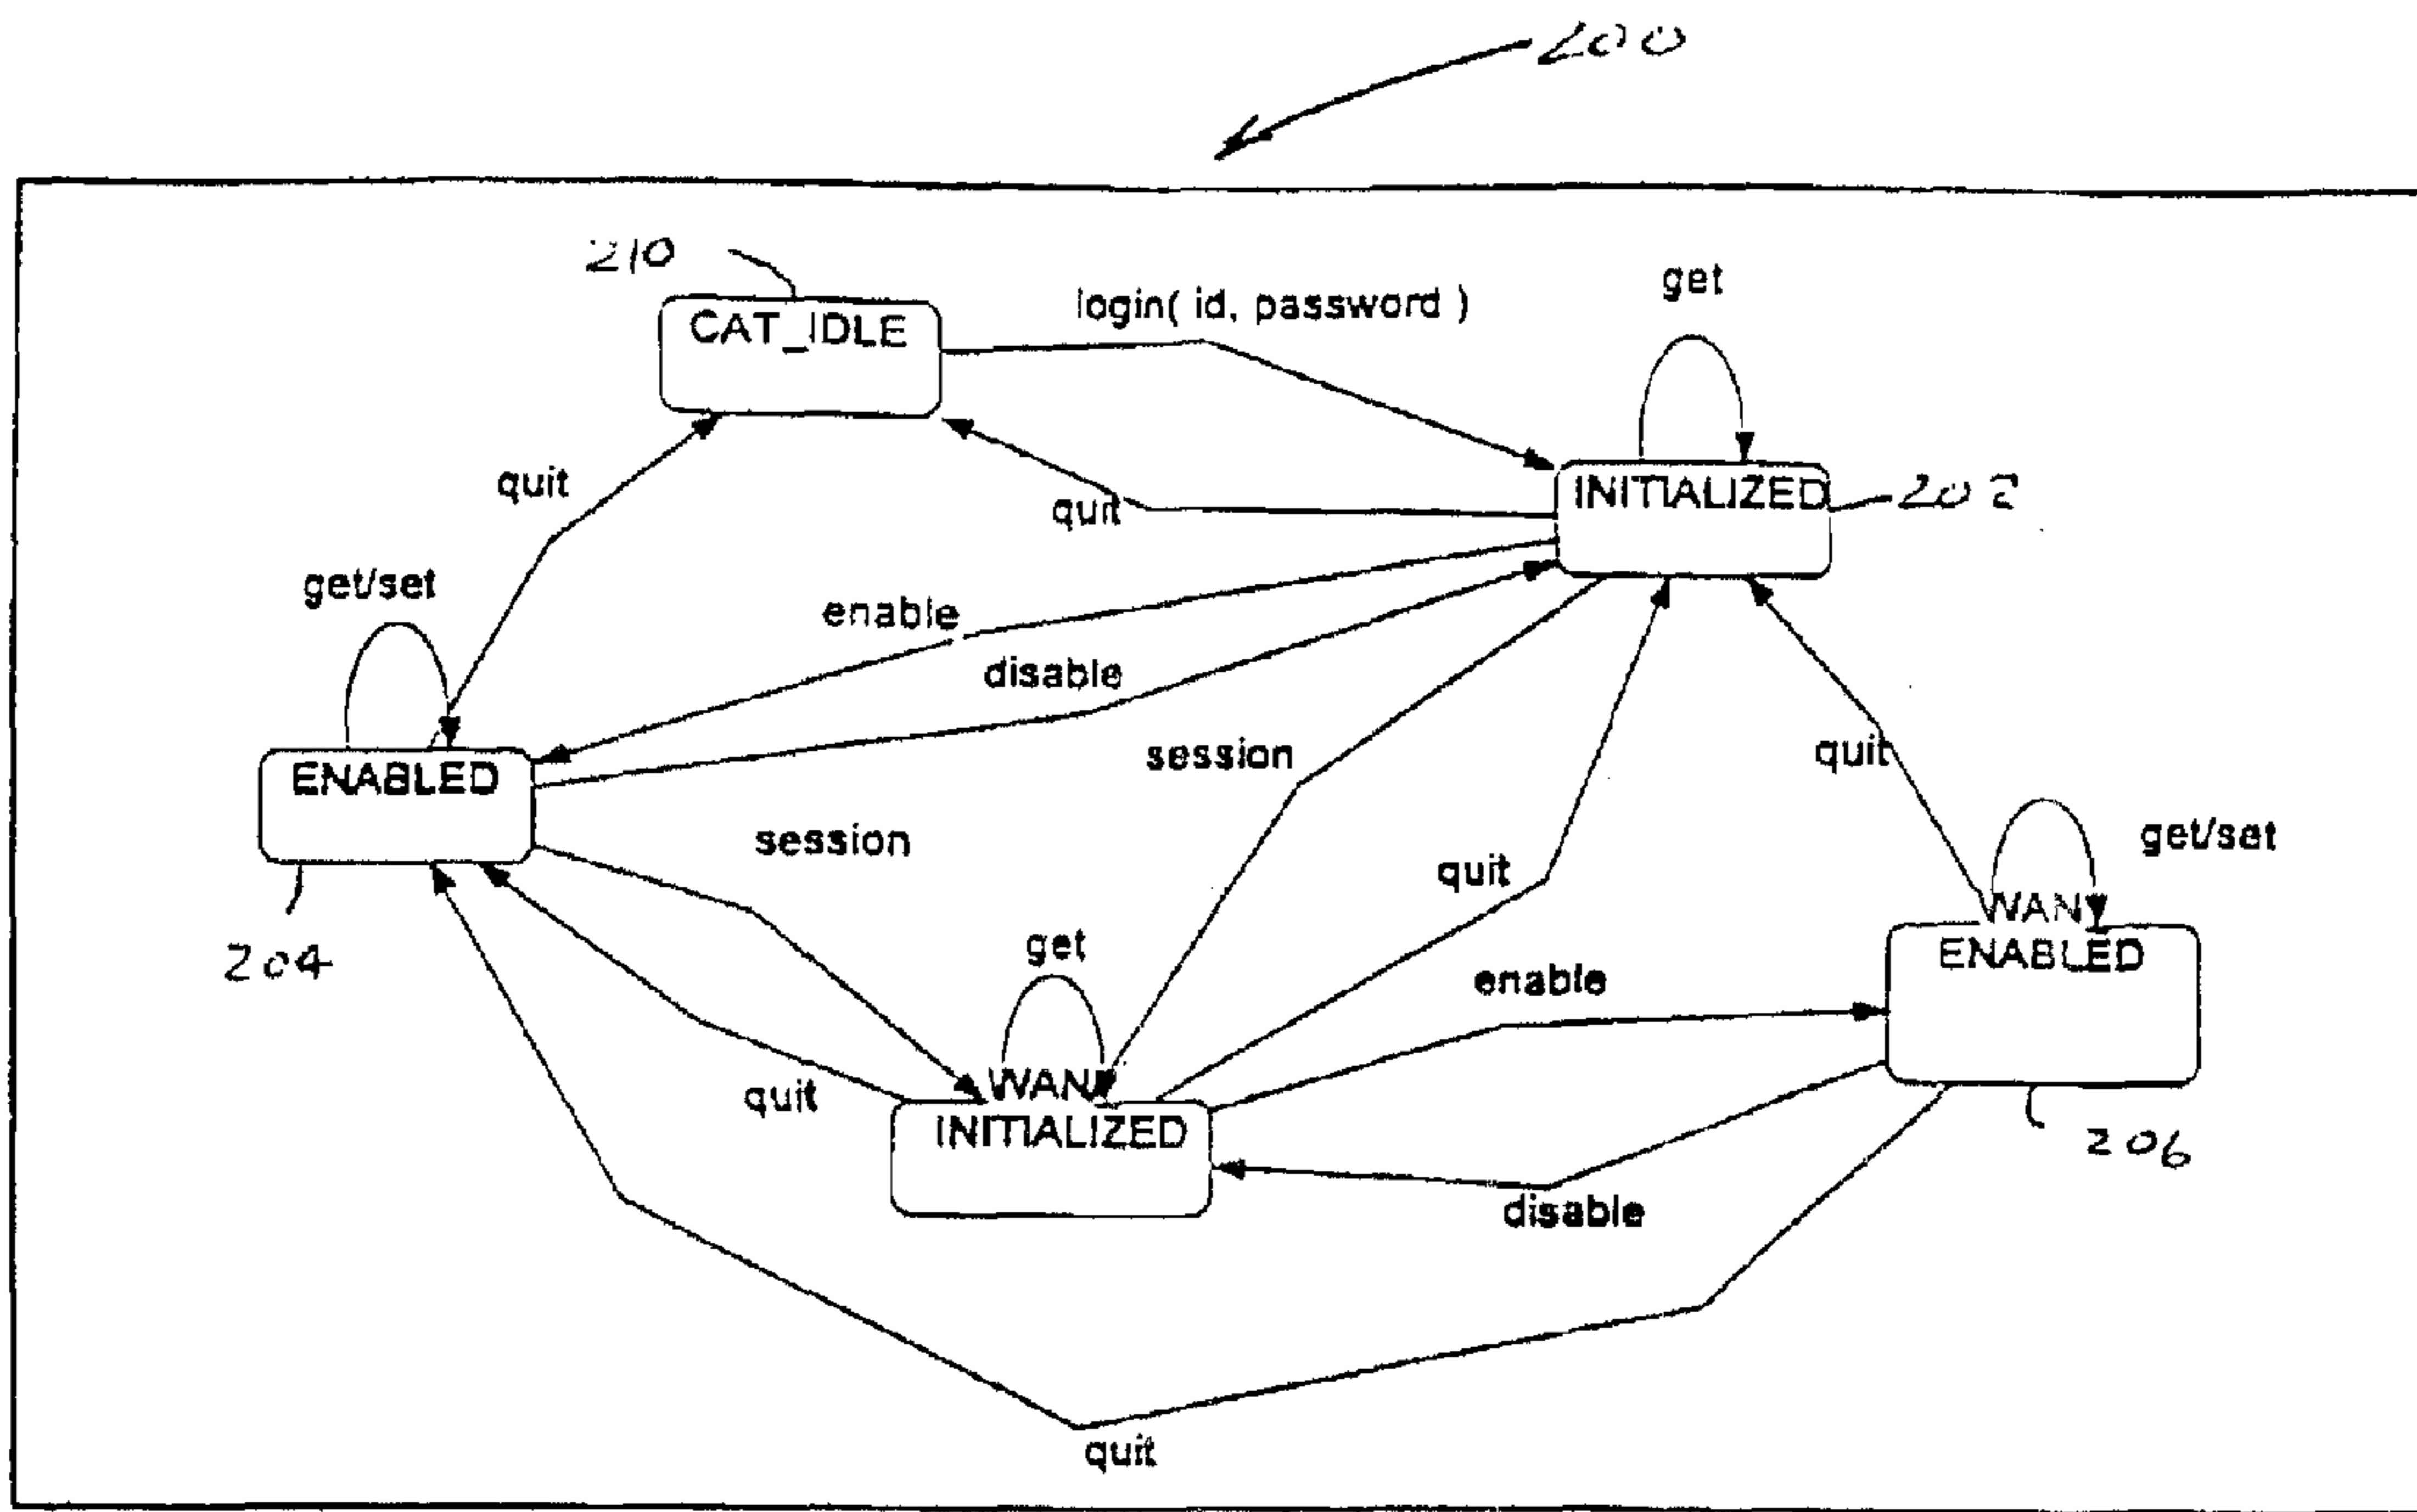 200
210
CAT_IDLE
login( id, password )
get
INITIALIZED
202
quit
quit
get/set
enable
disable
ENABLED
204
session
session
quit
quit
get/set
WAN
ENABLED
206
get
enable
WAN
INITIALIZED
quit
disable
quit